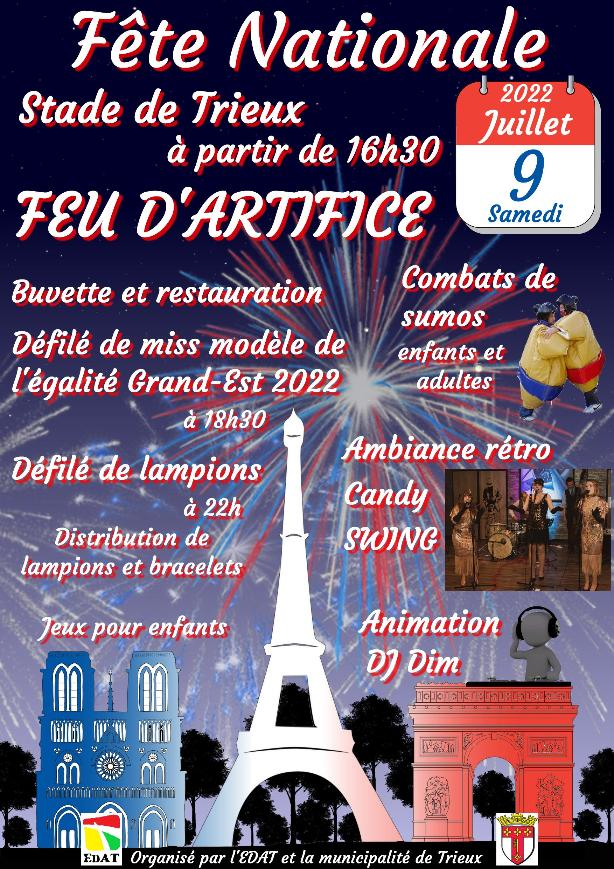 Fête Nationale
Stade de Trieux
à partir de 16h30
2022
Juillet
9
Samedi
FEU D'ARTIFICE
Buvette et restauration
Défilé de miss modèle de
l'égalité Grand-Est 2022
à 18h30
Combats de
sumos
enfants et
adultes
Défilé de lampions
à 22h
Distribution de
lampions et bracelets
Ambiance rétro
Candy
SWING
Jeux pour enfants
Animation
DJ Dim
EDAT
Organisé par l'EDAT et la municipalité de Trieux